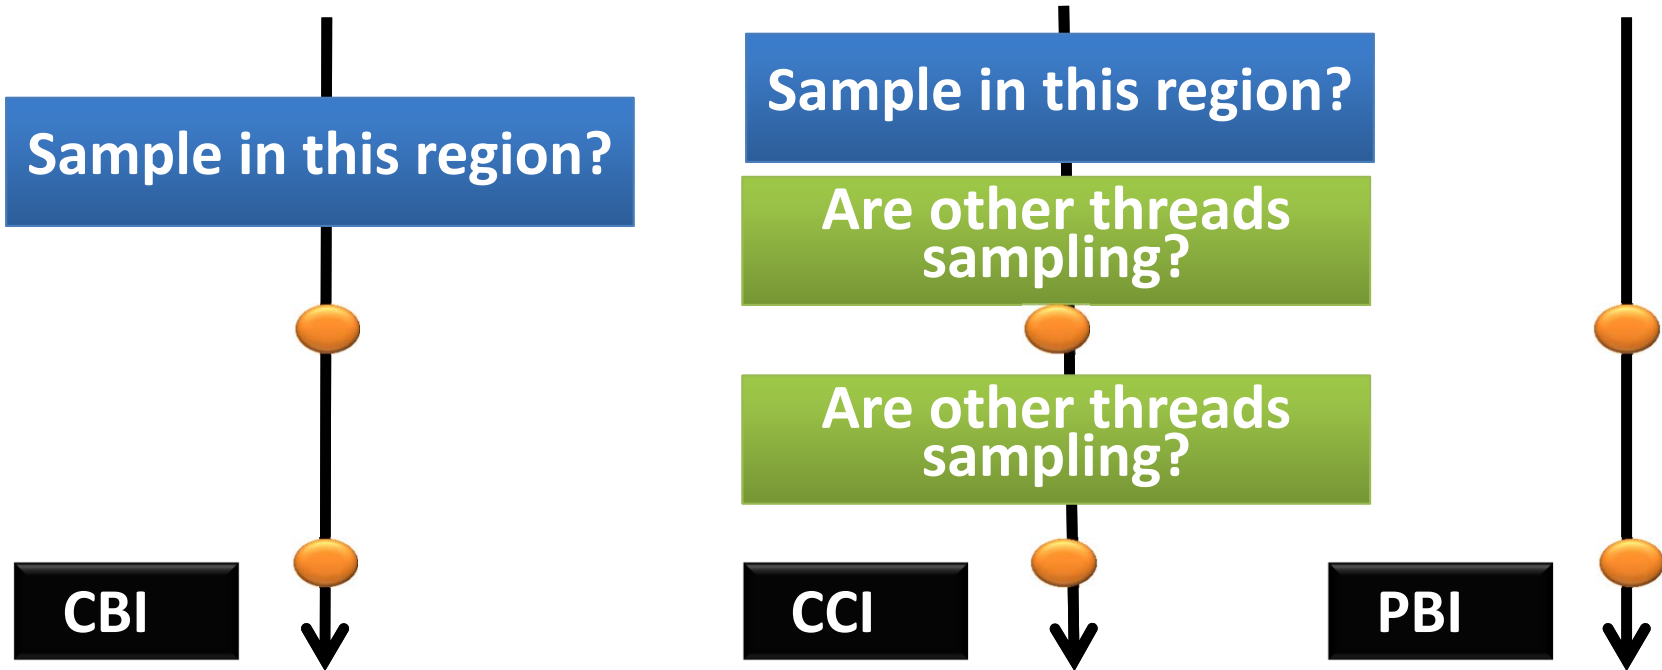 Sample in this region?
CBI
Sample in this region?
Are other threads
sampling?
Are other threads
sampling?
CCI
PBI